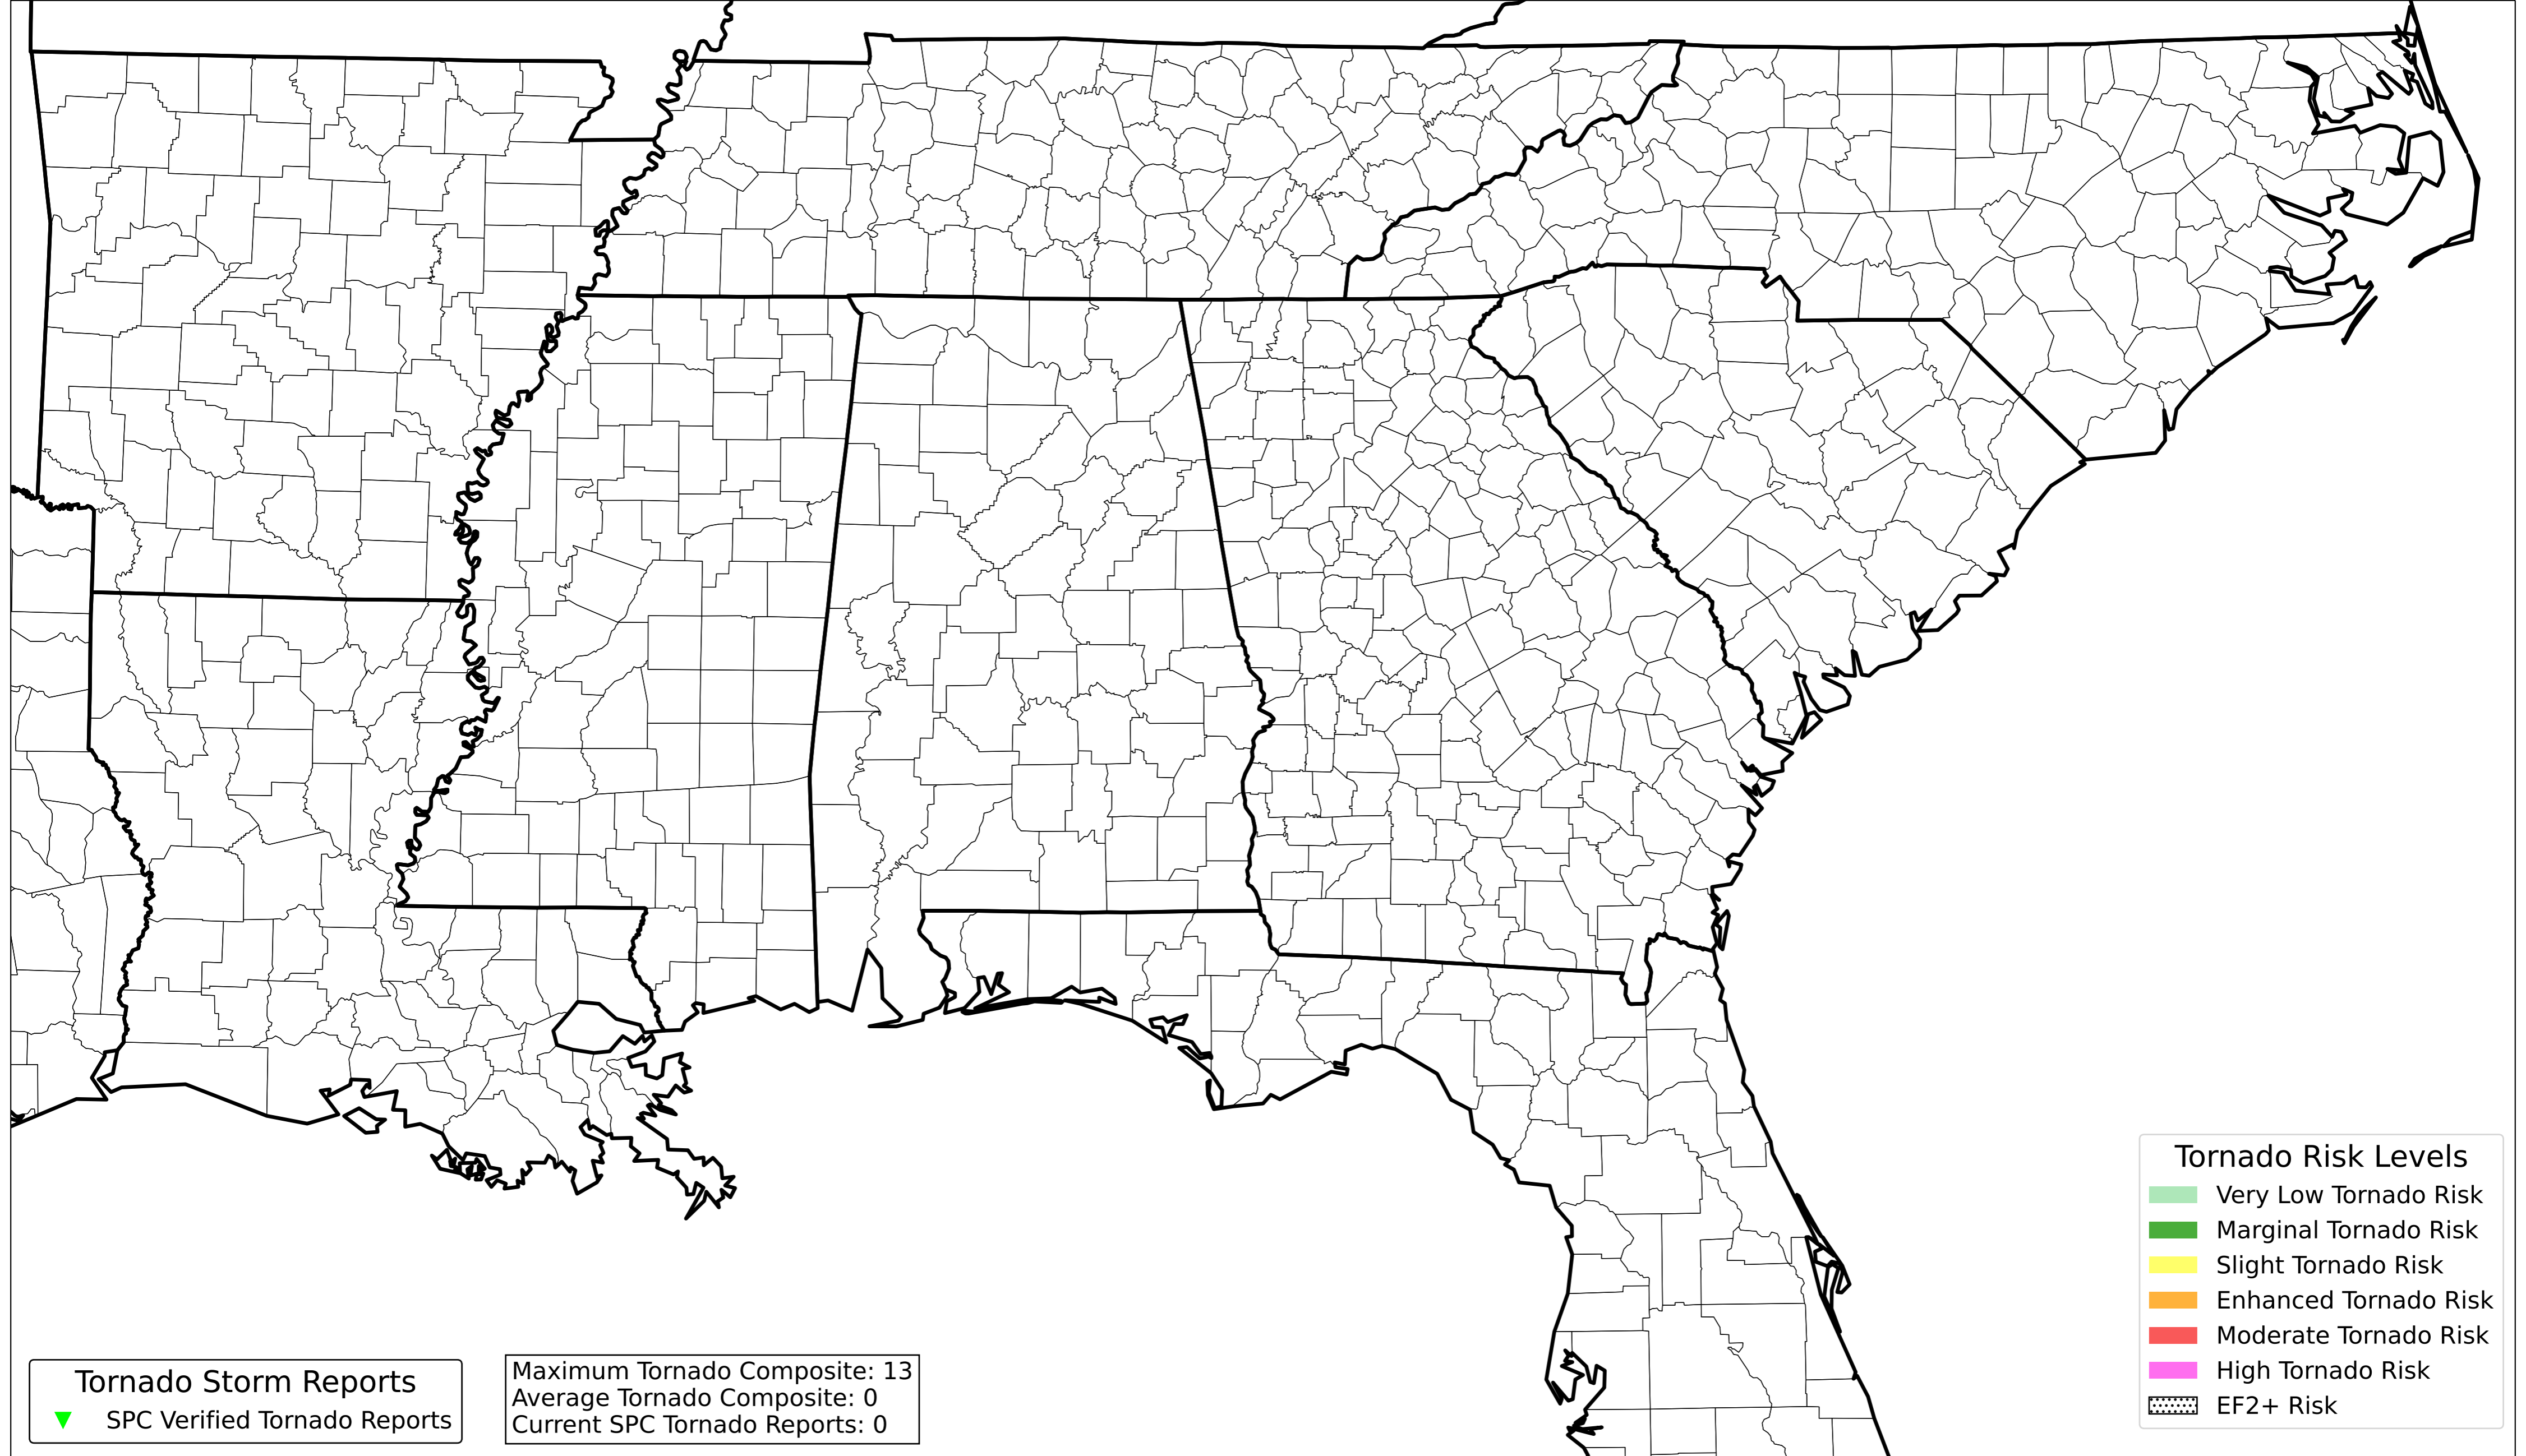 Tornado Risk Levels
Very Low Tornado Risk
Marginal Tornado Risk
Slight Tornado Risk
Enhanced Tornado Risk
Moderate Tornado Risk
High Tornado Risk
EF2+ Risk
Tornado Storm Reports
SPC Verified Tornado Reports
Maximum Tornado Composite: 13
Average Tornado Composite: 0
Current SPC Tornado Reports: 0